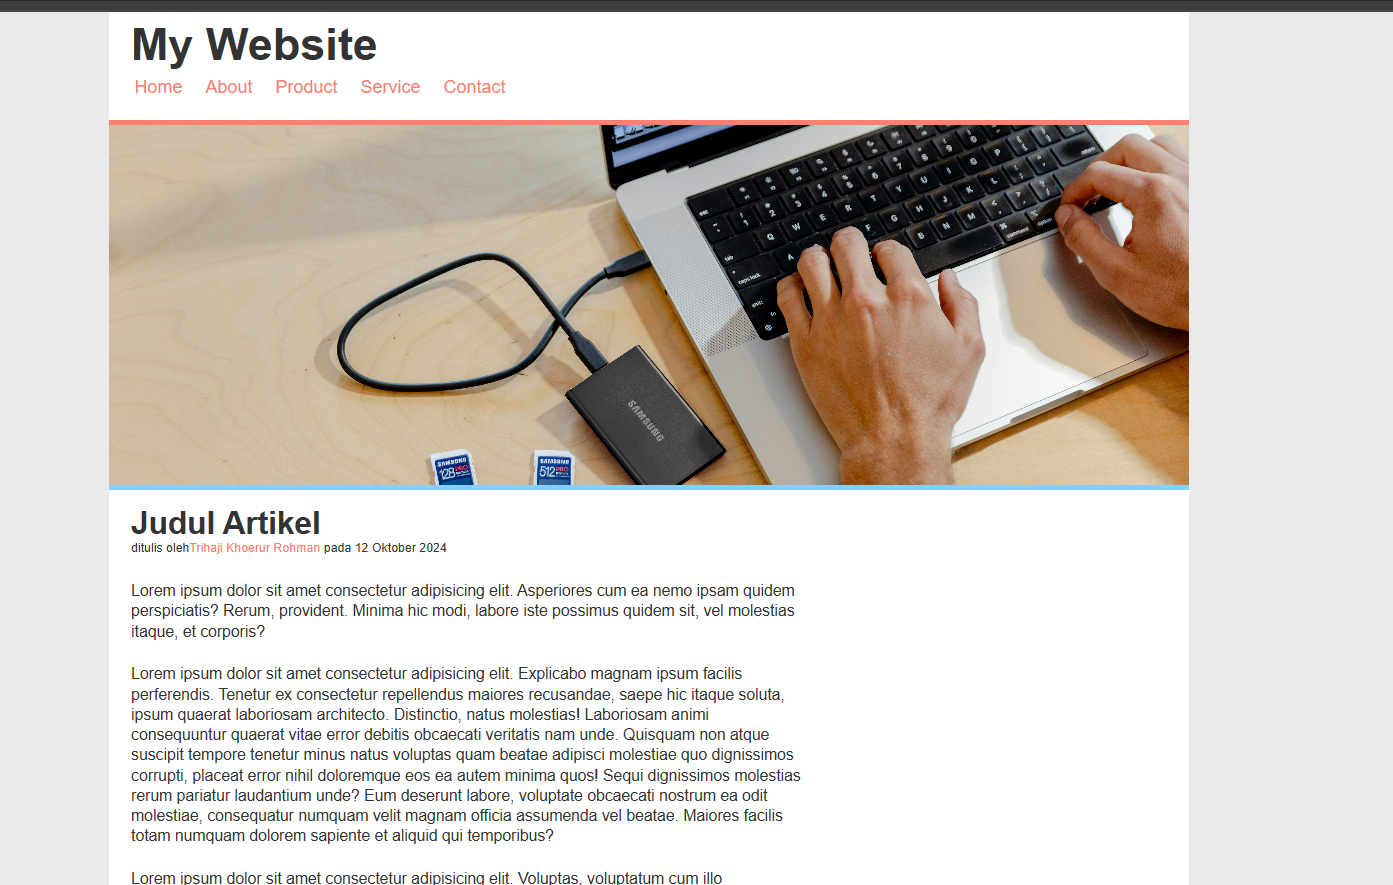 My Website
Home About Product Service Contact
SAMSUNG
SAMSUNG
128 PRO
SAMSUNG
512 PRO
Judul Artikel
ditulis olehTrihaji Khoerur Rohman pada 12 Oktober 2024
Lorem ipsum dolor sit amet consectetur adipisicing elit. Asperiores cum ea nemo ipsam quidem
perspiciatis? Rerum, provident. Minima hic modi, labore iste possimus quidem sit, vel molestias
itaque, et corporis?
Lorem ipsum dolor sit amet consectetur adipisicing elit. Explicabo magnam ipsum facilis
perferendis. Tenetur ex consectetur repellendus maiores recusandae, saepe hic itaque soluta,
ipsum quaerat laboriosam architecto. Distinctio, natus molestias! Laboriosam animi
consequuntur quaerat vitae error debitis obcaecati veritatis nam unde. Quisquam non atque
suscipit tempore tenetur minus natus voluptas quam beatae adipisci molestiae quo dignissimos
corrupti, placeat error nihil doloremque eos ea autem minima quos! Sequi dignissimos molestias
rerum pariatur laudantium unde? Eum deserunt labore, voluptate obcaecati nostrum ea odit
molestiae, consequatur numquam velit magnam officia assumenda vel beatae. Maiores facilis
totam numquam dolorem sapiente et aliquid qui temporibus?
Lorem ipsum dolor sit amet consectetur adipisicing elit. Voluptas, voluptatum cum illo